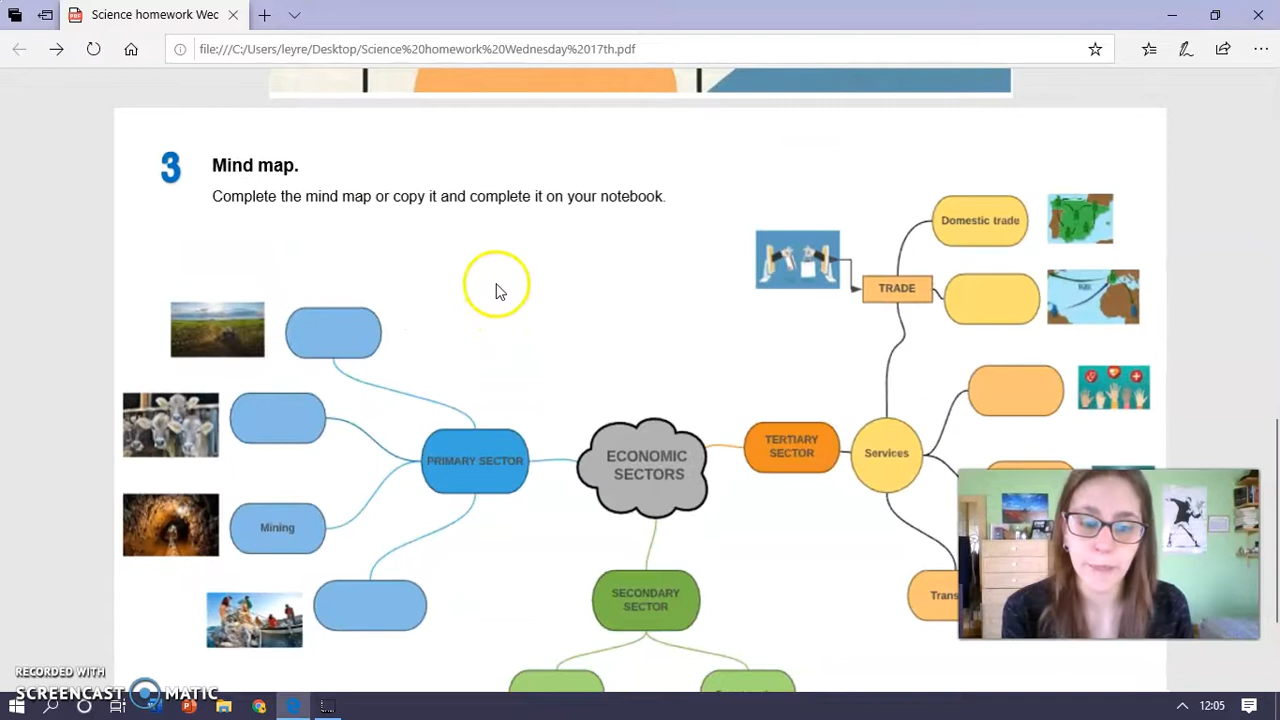 Science homework Wec
file:///C:/Users/leyre/Desktop/Science%20homework%20Wednesday%2017th.pdf
3 Mind map.
Complete the mind map or copy it and complete it on your notebook.
Domestic trade
TRADE
PRIMARY SECTOR
ECONOMIC
SECTORS
TERTIARY
SECTOR
Services
Mining
SECONDARY
SECTOR
Trans
RECORDED WITH
SCREENCAST MATIC
12:05